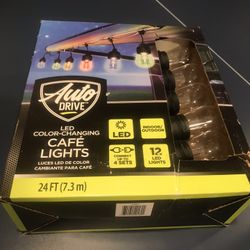 Auto
DRIVE
LED
COLOR-CHANGING
CAFÉ
LIGHTS
LUCES LED DE COLOR
CAMBIANTE PARA CAFÉ
LED
INDOOR/
OUTDOOR
CONNECT
UP TO
4 SETS
12
LED
LIGHTS
24 FT (7.3 m)